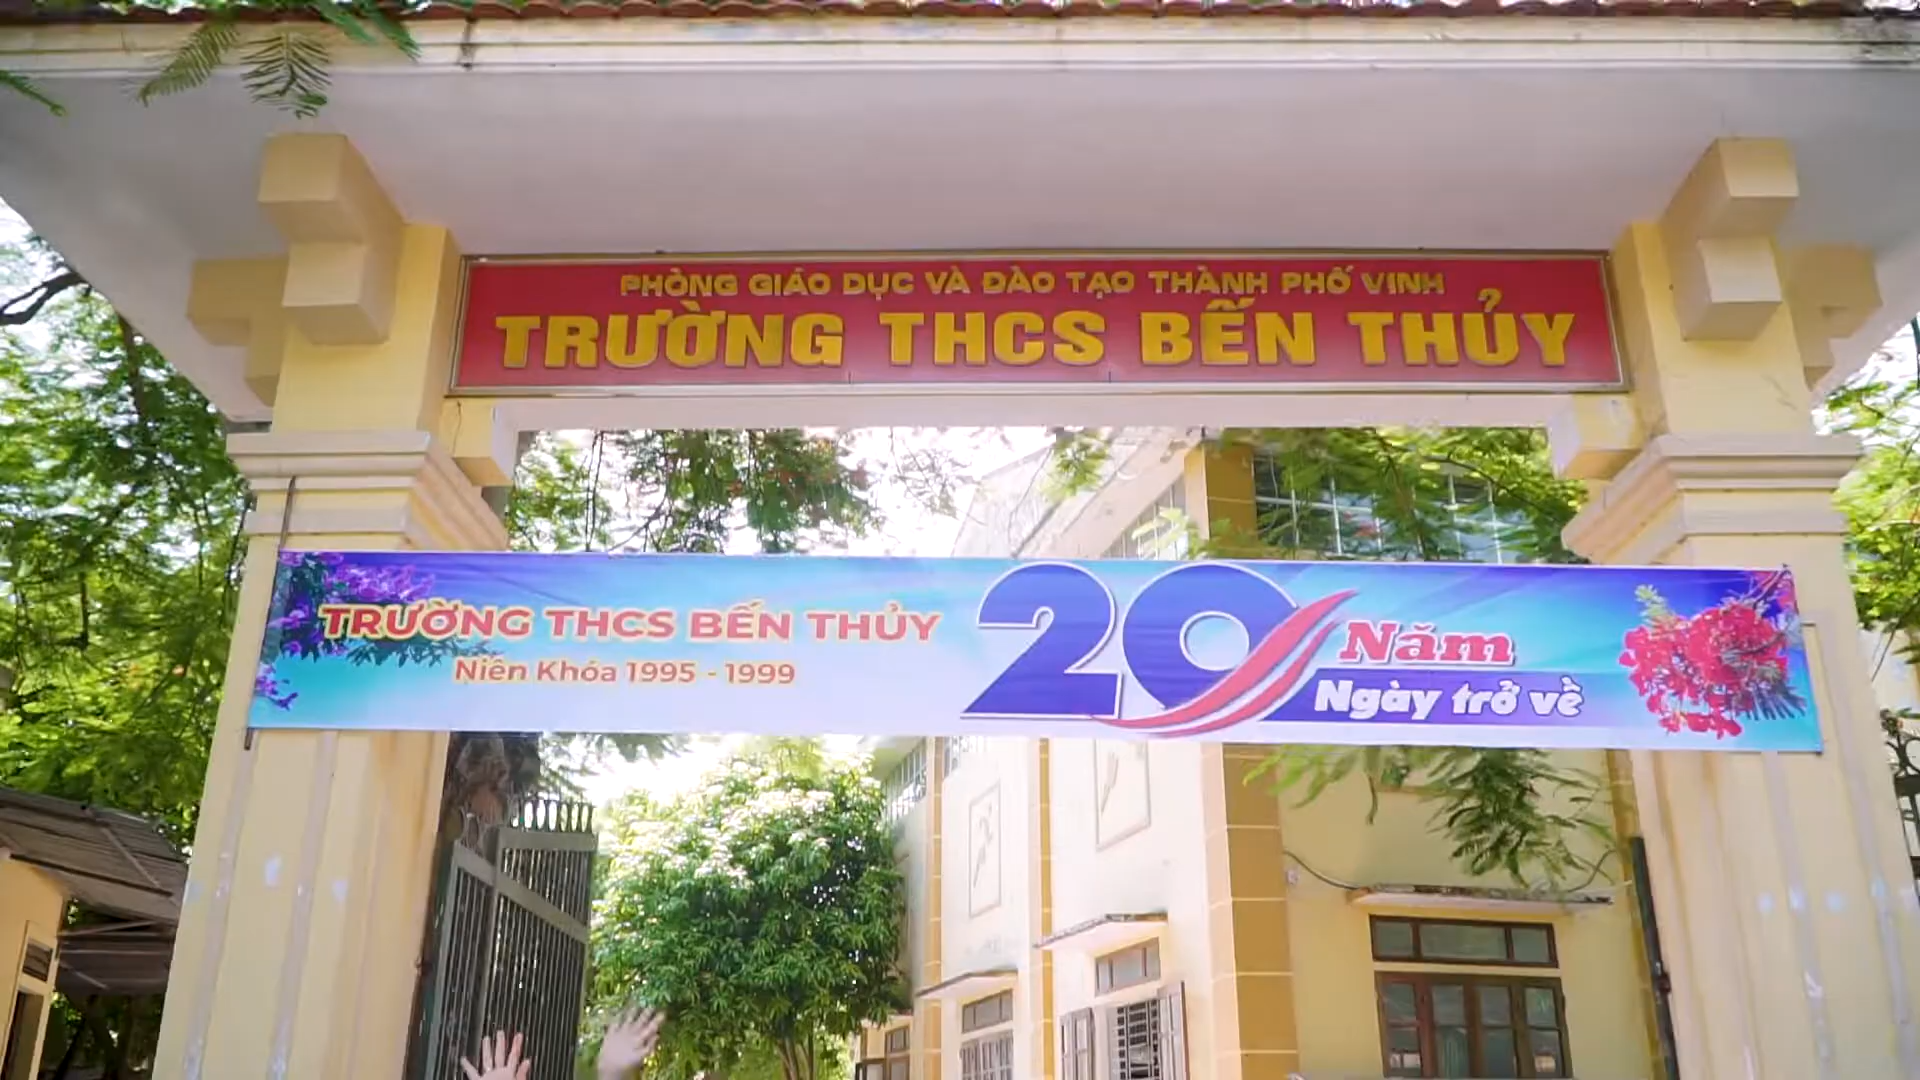 PHÒNG GIÁO DỤC VÀ ĐÀO TẠO THÀNH PHỐ VINH
TRƯỜNG THCS BẾN THỦY
TRƯỜNG THCS BẾN THỦY
Niên Khóa 1995 - 1999
20 Năm
Ngày trở về